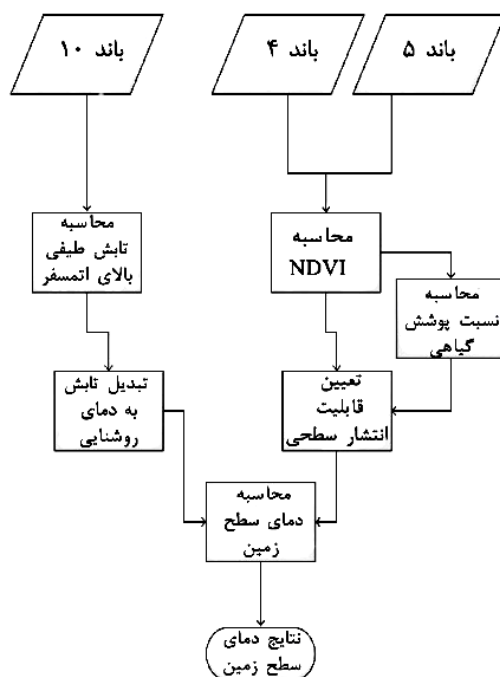 باند ۱۰
باند ۴
باند ۵
محاسبه
تابش طیفی
بالای اتمسفر
محاسبه
NDVI
محاسبه
نسبت پوشش
گیاهی
تبدیل تابش
به دمای
روشنایی
تعیین
قابلیت
انتشار سطحی
محاسبه
دمای سطح
زمین
نتایج دمای
سطح زمین